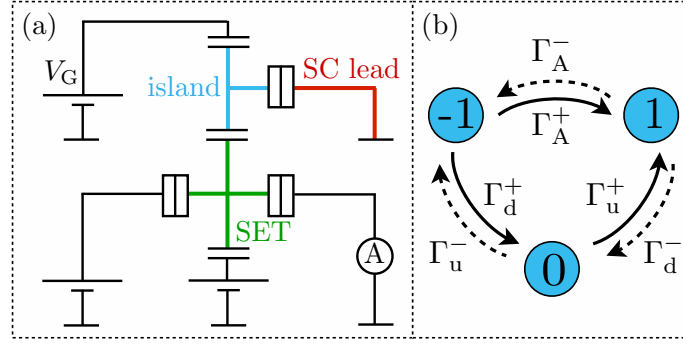 (a)
V_G
island
SC lead
SET
A
(b)
Γ_A^-
-1
1
Γ_A^+
Γ_d^+
Γ_u^+
Γ_u^-
Γ_d^-
0